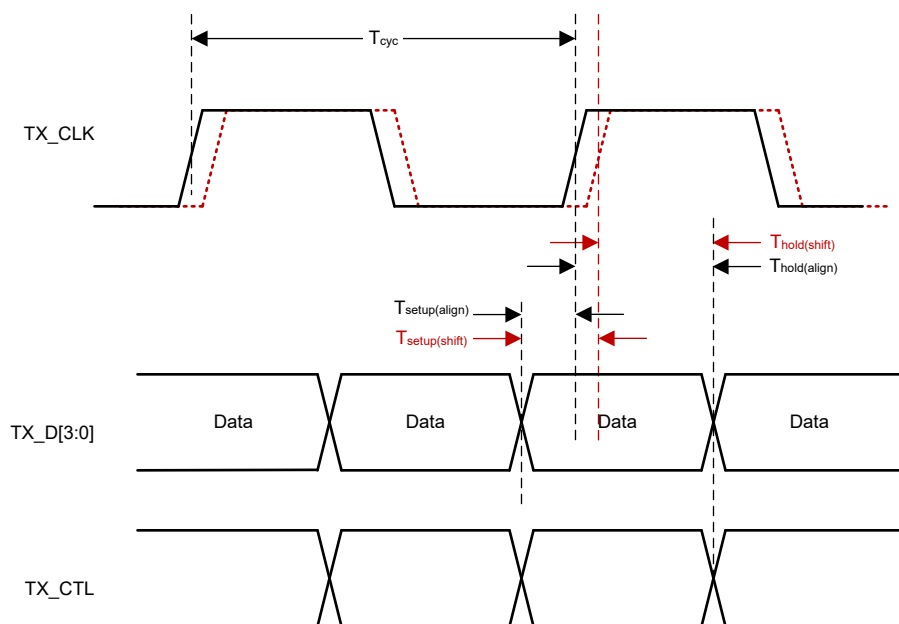 Tcyc
TX_CLK
Thold(shift)
Thold(align)
Tsetup(align)
Tsetup(shift)
TX_D[3:0]
Data Data Data Data
TX_CTL